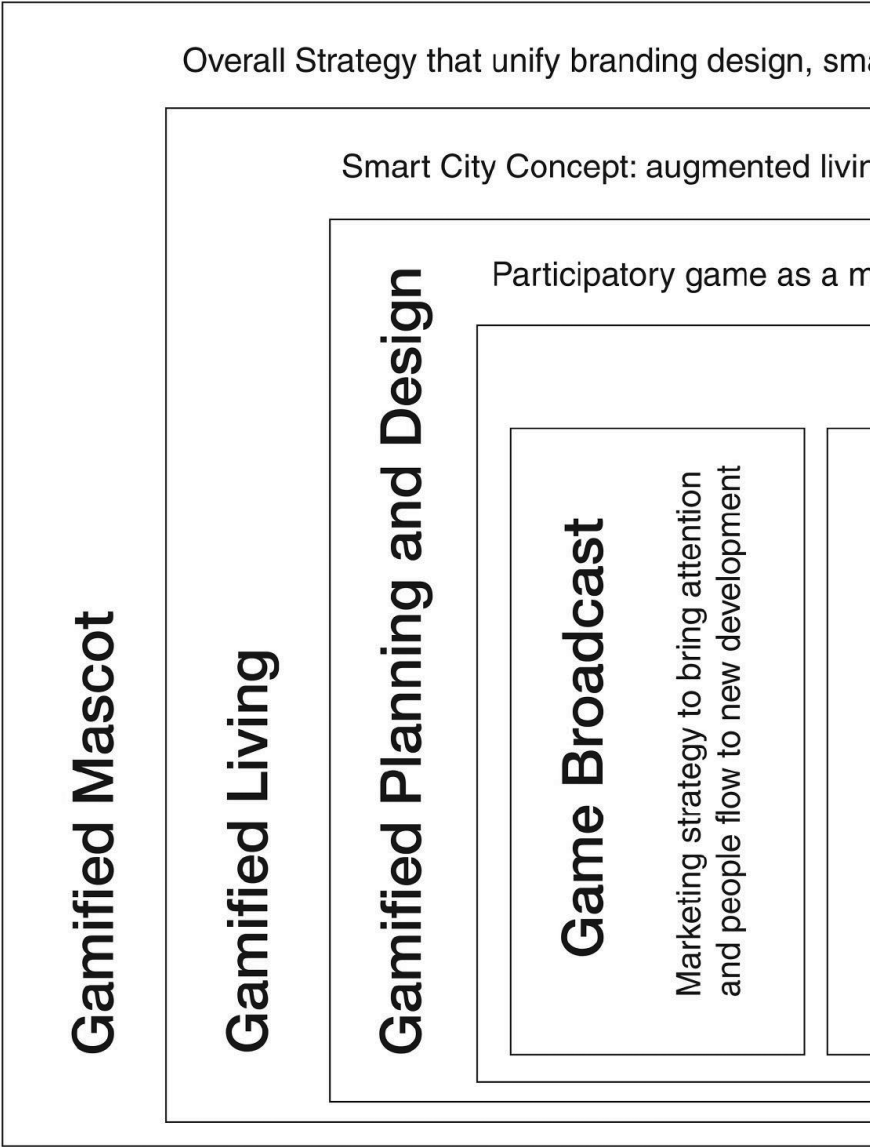 Overall Strategy that unify branding design, sma
Smart City Concept: augmented livin
Participatory game as a m
Gamified Mascot
Gamified Living
Gamified Planning and Design
Game Broadcast
Marketing strategy to bring attention
and people flow to new development